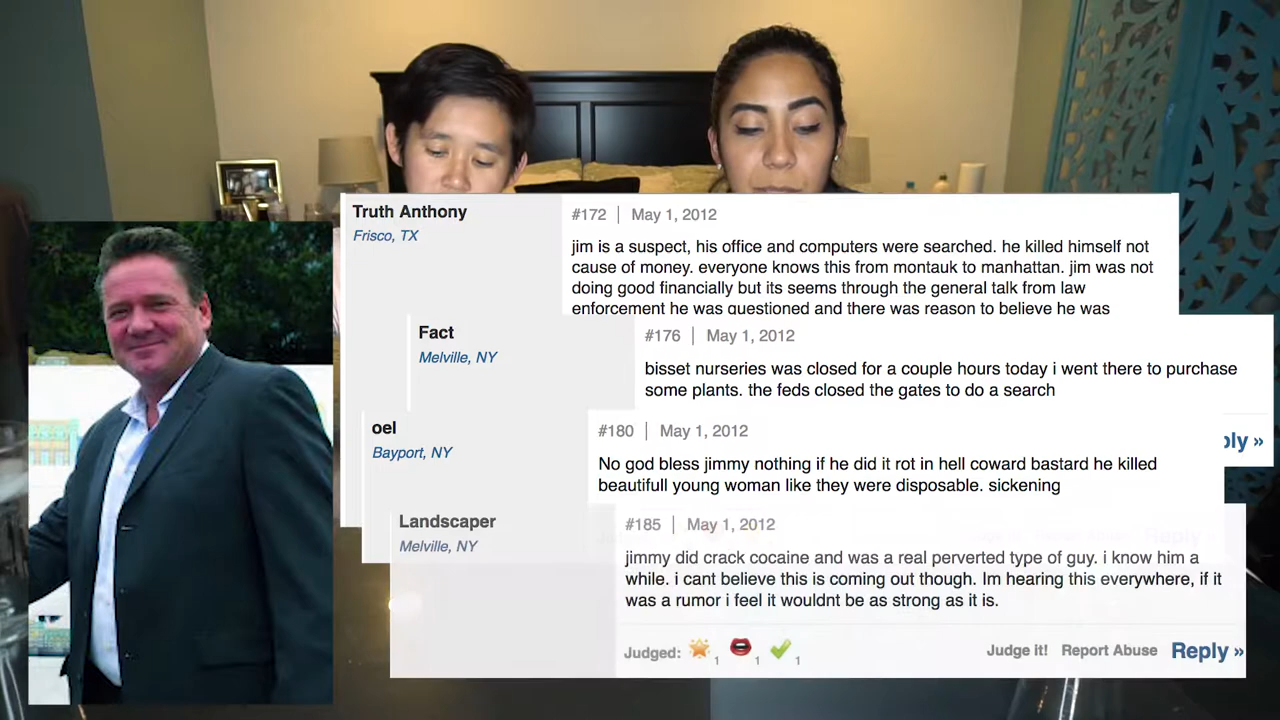 Truth Anthony
Frisco, TX
#172 | May 1, 2012
jim is a suspect, his office and computers were searched. he killed himself not
cause of money. everyone knows this from montauk to manhattan. jim was not
doing good financially but its seems through the general talk from law
enforcement he was questioned and there was reason to believe he was
Fact
Melville, NY
#176 | May 1, 2012
bisset nurseries was closed for a couple hours today i went there to purchase
some plants. the feds closed the gates to do a search
oel
Bayport, NY
#180 | May 1, 2012
No god bless jimmy nothing if he did it rot in hell coward bastard he killed
beautifull young woman like they were disposable. sickening
Landscaper
Melville, NY
#185 | May 1, 2012
jimmy did crack cocaine and was a real perverted type of guy. i know him a
while. i cant believe this is coming out though. Im hearing this everywhere, if it
was a rumor i feel it wouldnt be as strong as it is.
Judged: 1 1 1
Judge it! Report Abuse Reply »